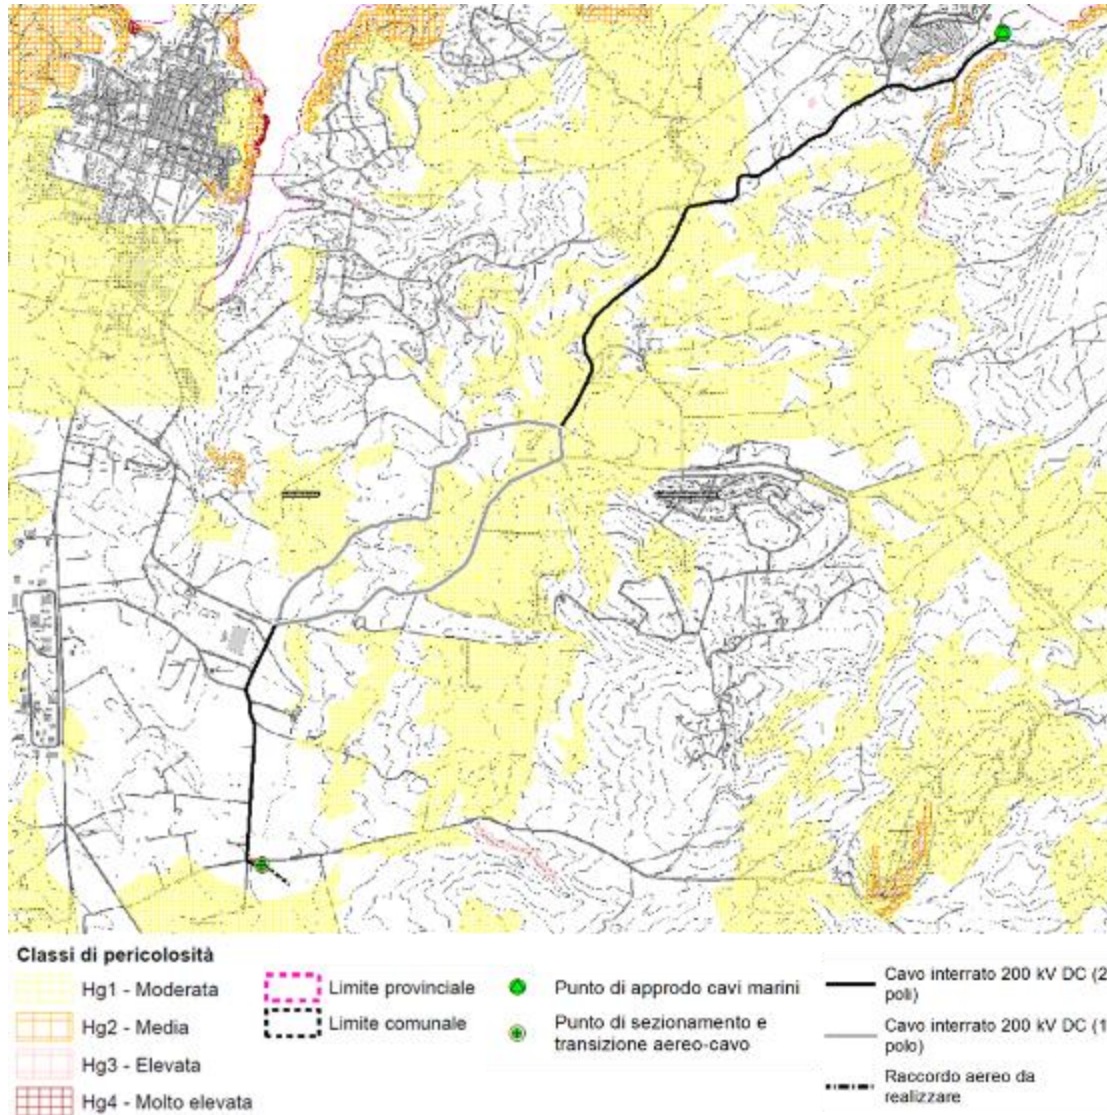 Classi di pericolosità
Hg1 - Moderata
Hg2 - Media
Hg3 - Elevata
Hg4 - Molto elevata
Limite provinciale
Limite comunale
Punto di approdo cavi marini
Punto di sezionamento e
transizione aereo-cavo
Cavo interrato 200 kV DC (2
poli)
Cavo interrato 200 kV DC (1
polo)
Raccordo aereo da
realizzare